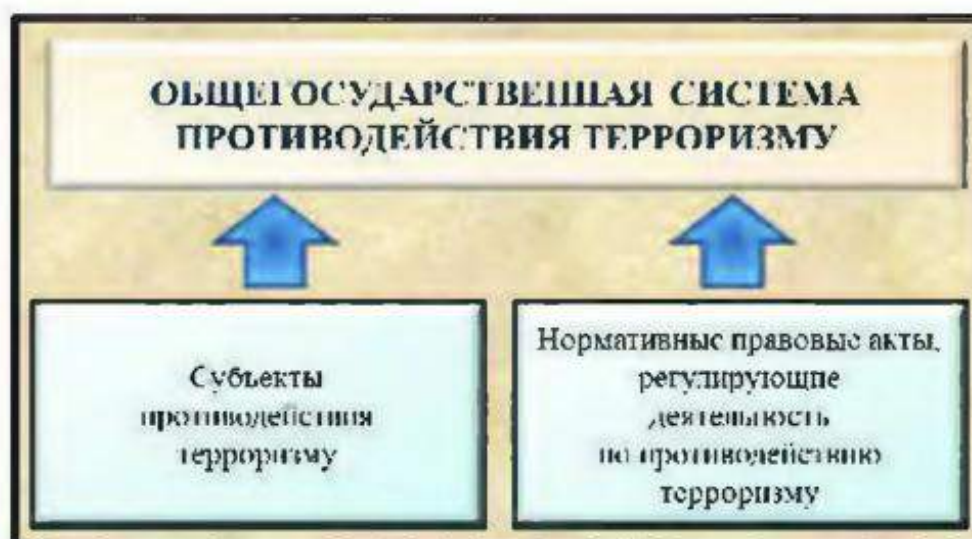 ОБЩЕГОСУДАРСТВЕННАЯ СИСТЕМА
ПРОТИВОДЕЙСТВИЯ ТЕРРОРИЗМУ
Субъекты
противодействия
терроризму
Нормативные правовые акты,
регулирующие
деятельность
по противодействию
терроризму